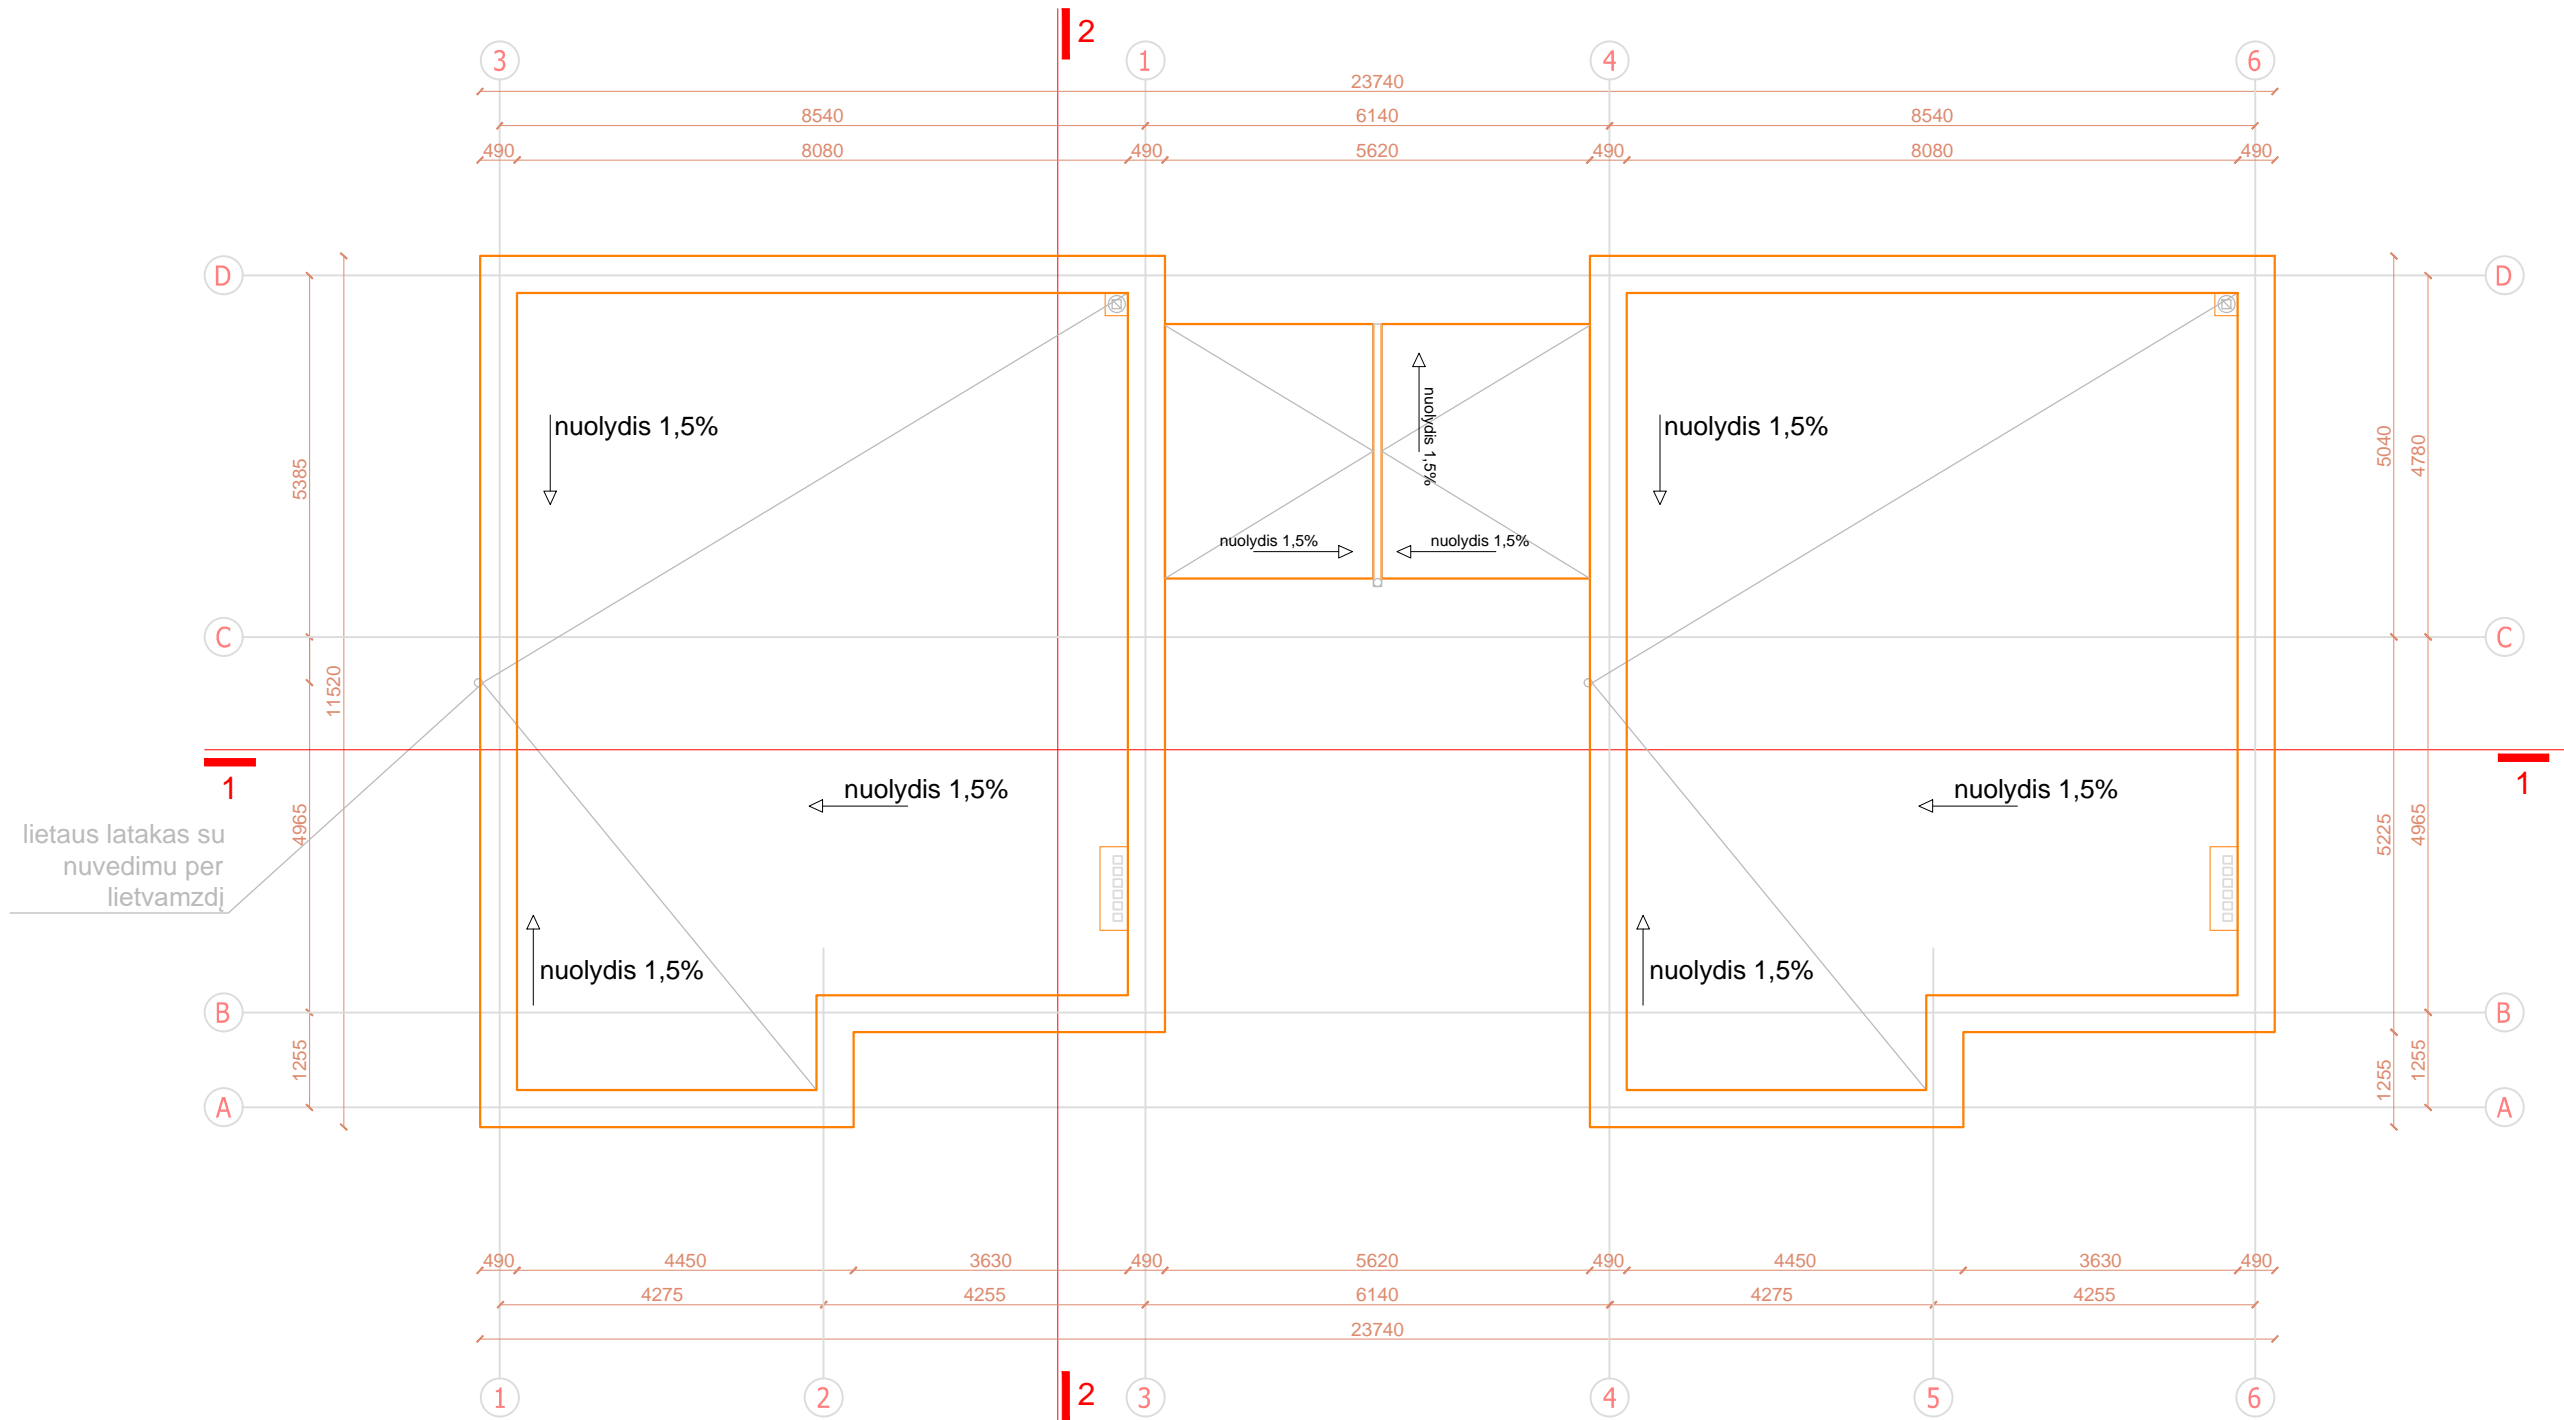 2
3
1
4
6
23740
8540
6140
8540
490
8080
490
5620
490
8080
490
D
D
nuolydis 1,5%
nuolydis 1,5%
nuolydis 1,5%
5385
5040
4780
nuolydis 1,5%
nuolydis 1,5%
C
C
11520
1
1
nuolydis 1,5%
nuolydis 1,5%
lietaus latakas su
nuvedimu per
lietvamzdį
4965
5225
4965
nuolydis 1,5%
nuolydis 1,5%
B
B
1255
1255
1255
A
A
490
4450
3630
490
5620
490
4450
3630
490
4275
4255
6140
4275
4255
23740
1
2
2
3
4
5
6